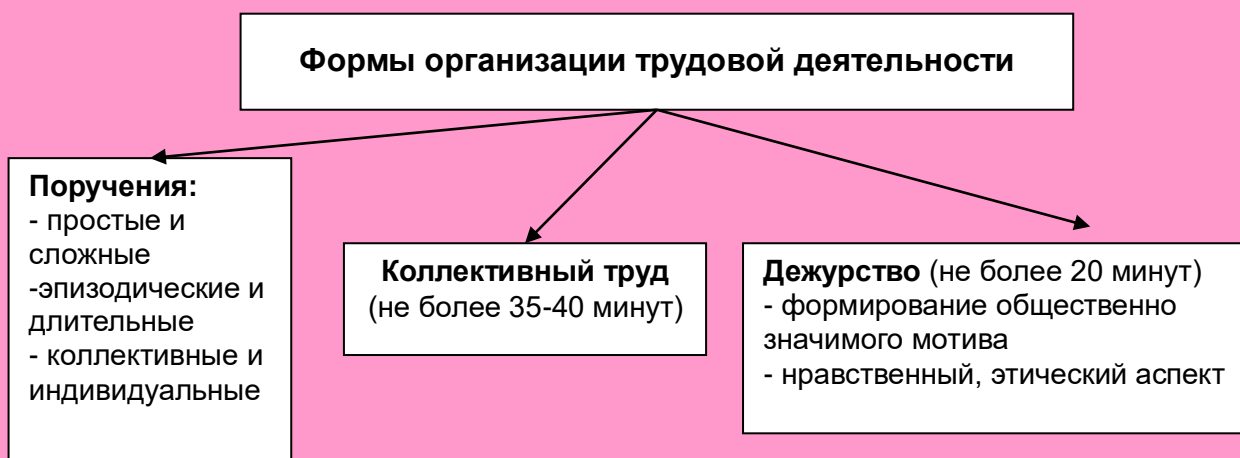 Формы организации трудовой деятельности
Поручения:
- простые и
сложные
-эпизодические и
длительные
- коллективные и
индивидуальные
Коллективный труд
(не более 35-40 минут)
Дежурство (не более 20 минут)
- формирование общественно
значимого мотива
- нравственный, этический аспект